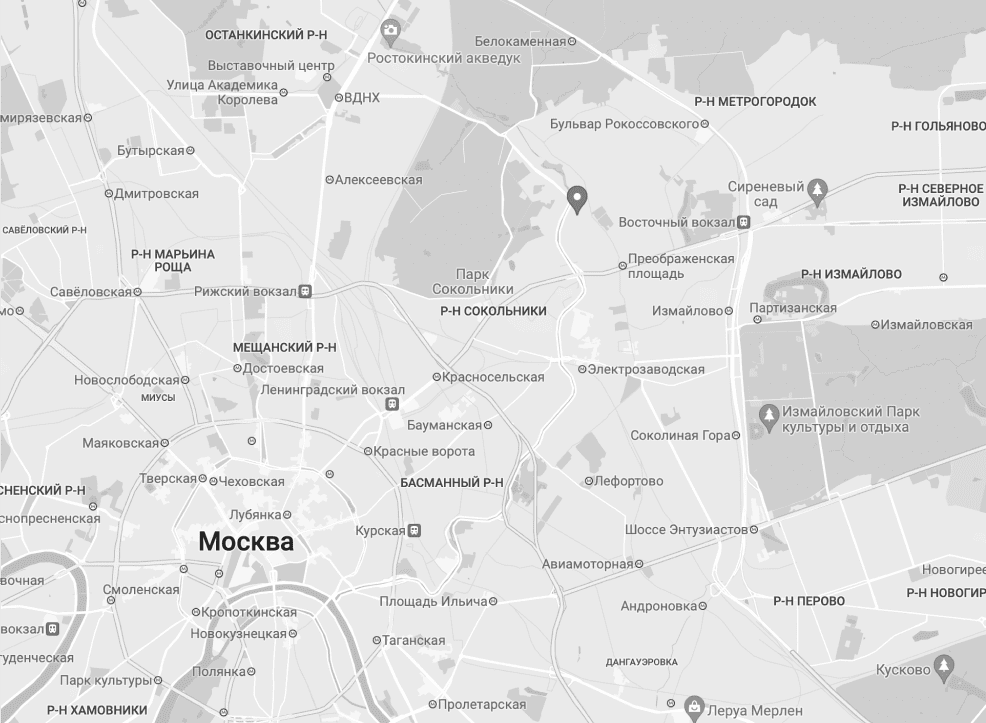 ОСТАНКИНСКИЙ Р-Н
Белокаменная
Ростокинский акведук
Выставочный центр
Улица Академика
Королева
ВДНХ
Р-Н МЕТРОГОРОДОК
мирязевская
Бульвар Рокоссовского
Р-Н ГОЛЬЯНОВО
Бутырская
Алексеевская
Дмитровская
Сиреневый
сад
Р-Н СЕВЕРНОЕ
ИЗМАЙЛОВО
САВЁЛОВСКИЙ Р-Н
Восточный вокзал
Р-Н МАРЬИНА
РОЩА
Преображенская
площадь
Парк
Сокольники
Р-Н ИЗМАЙЛОВО
Савёловская
Рижский вокзал
мо
Р-Н СОКОЛЬНИКИ
Измайлово
Партизанская
Измайловская
МЕЩАНСКИЙ Р-Н
Достоевская
Красносельская
Электрозаводская
Новослободская
МИУСЫ
Ленинградский вокзал
Измайловский Парк
культуры и отдыха
Бауманская
Соколиная Гора
Маяковская
Красные ворота
Тверская
Чеховская
БАСМАННЫЙ Р-Н
Лефортово
СНЕНСКИЙ Р-Н
снопресненская
Лубянка
Курская
Шоссе Энтузиастов
Москва
Авиамоторная
Новогирее
вочная
Смоленская
Площадь Ильича
Андроновка
Р-Н ПЕРОВО
Р-Н НОВОГИР
Кропоткинская
вокзал
Новокузнецкая
Таганская
туденческая
Полянка
ДАНГАУЭРОВКА
Кусково
Парк культуры
Пролетарская
Леруа Мерлен
Р-Н ХАМОВНИКИ